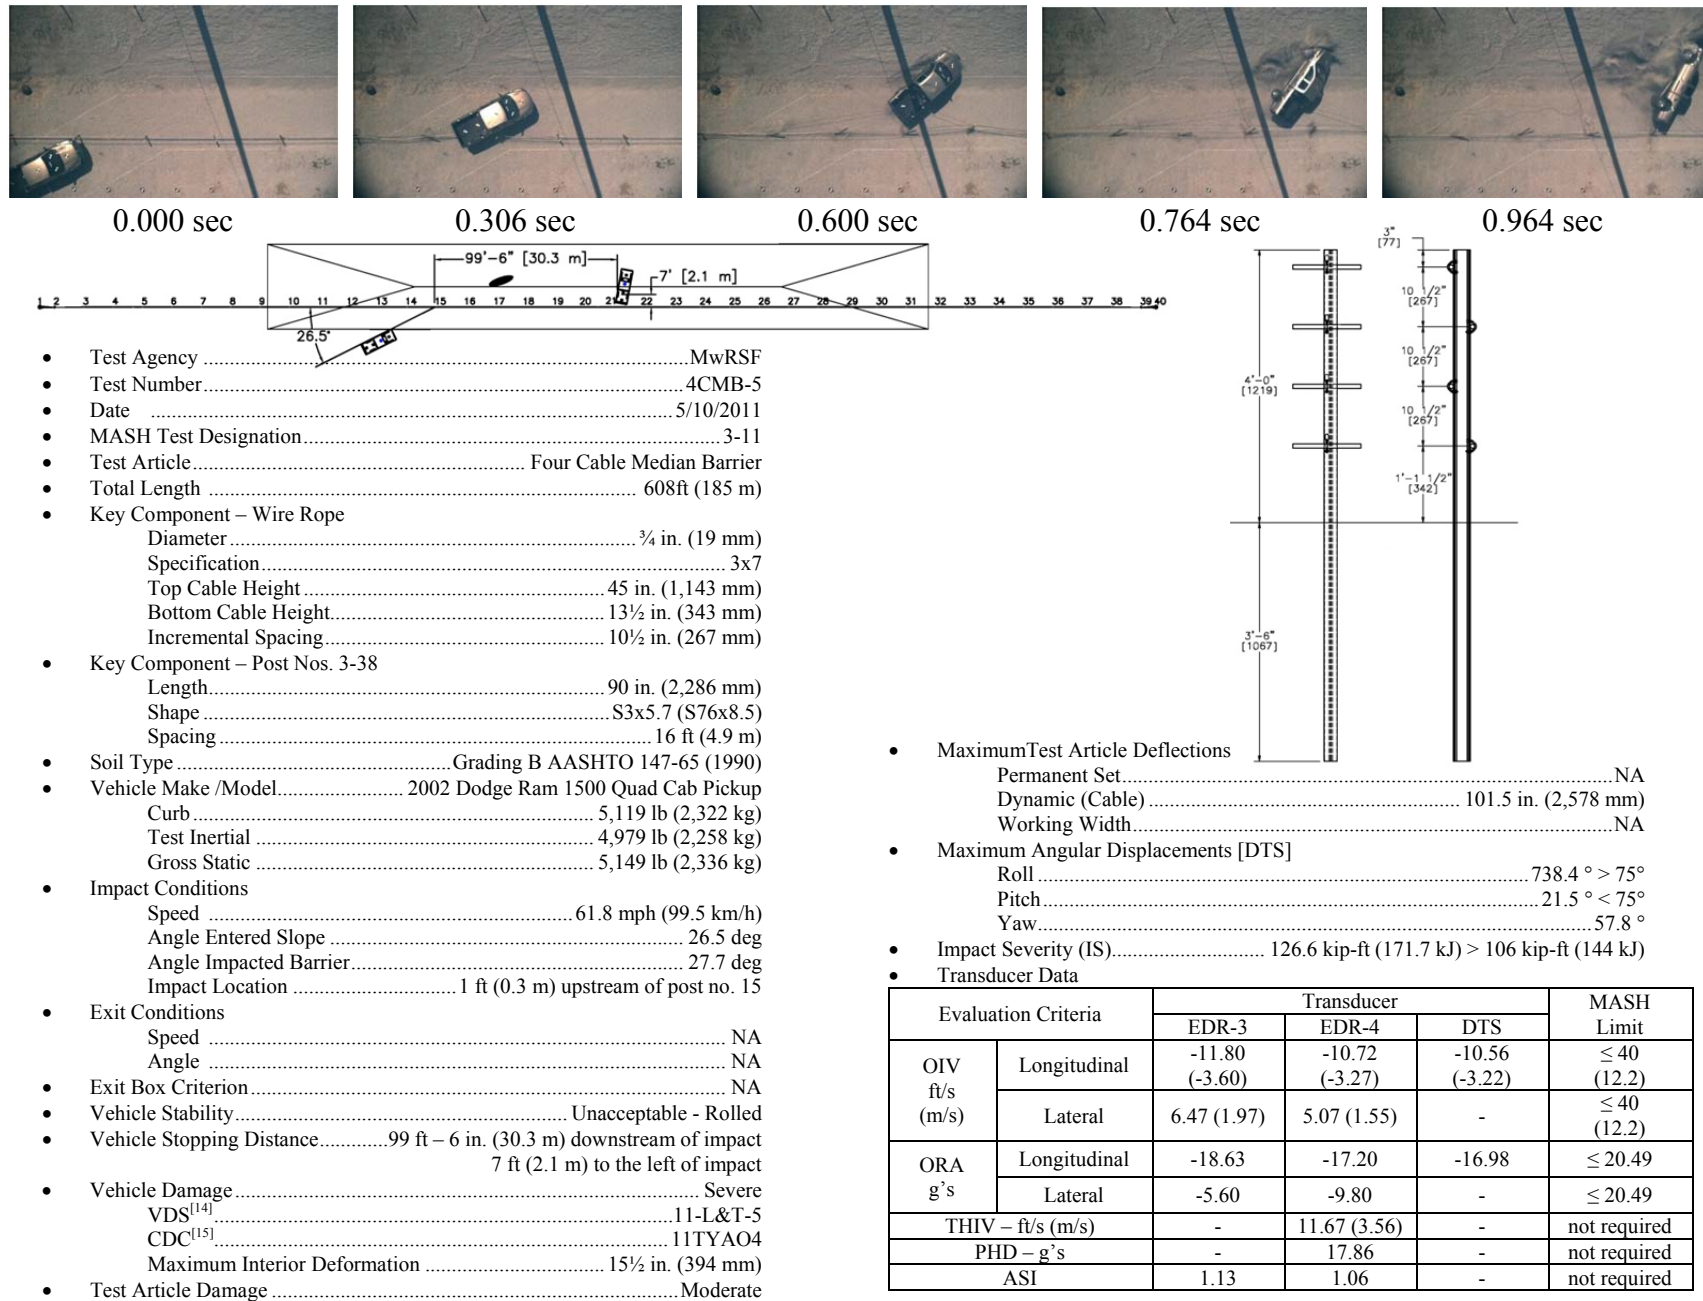 0.000 sec 0.306 sec 0.600 sec 0.764 sec 0.964 sec
99'-6" [30.3 m]
7' [2.1 m]
1 2 3 4 5 6 7 8 9 10 11 12 13 14 15 16 17 18 19 20 21 22 23 24 25 26 27 28 29 30 31 32 33 34 35 36 37 38 39 40
26.5°
• Test Agency ........ MwRSF
• Test Number ........ 4CMB-5
• Date ........ 5/10/2011
• MASH Test Designation ........ 3-11
• Test Article ........ Four Cable Median Barrier
• Total Length ........ 608ft (185 m)
• Key Component – Wire Rope
Diameter ........ ¾ in. (19 mm)
Specification ........ 3x7
Top Cable Height ........ 45 in. (1,143 mm)
Bottom Cable Height ........ 13½ in. (343 mm)
Incremental Spacing ........ 10½ in. (267 mm)
• Key Component – Post Nos. 3-38
Length ........ 90 in. (2,286 mm)
Shape ........ S3x5.7 (S76x8.5)
Spacing ........ 16 ft (4.9 m)
• Soil Type ........ Grading B AASHTO 147-65 (1990)
• Vehicle Make /Model ........ 2002 Dodge Ram 1500 Quad Cab Pickup
Curb ........ 5,119 lb (2,322 kg)
Test Inertial ........ 4,979 lb (2,258 kg)
Gross Static ........ 5,149 lb (2,336 kg)
• Impact Conditions
Speed ........ 61.8 mph (99.5 km/h)
Angle Entered Slope ........ 26.5 deg
Angle Impacted Barrier ........ 27.7 deg
Impact Location ........ 1 ft (0.3 m) upstream of post no. 15
• Exit Conditions
Speed ........ NA
Angle ........ NA
• Exit Box Criterion ........ NA
• Vehicle Stability ........ Unacceptable - Rolled
• Vehicle Stopping Distance ........ 99 ft – 6 in. (30.3 m) downstream of impact
7 ft (2.1 m) to the left of impact
• Vehicle Damage ........ Severe
VDS[14] ........ 11-L&T-5
CDC[15] ........ 11TYAO4
Maximum Interior Deformation ........ 15½ in. (394 mm)
• Test Article Damage ........ Moderate
3"
[77]
10 1/2"
[267]
10 1/2"
[267]
10 1/2"
[267]
1'-1 1/2"
[342]
4'-0"
[1219]
3'-6"
[1067]
• MaximumTest Article Deflections
Permanent Set ........ NA
Dynamic (Cable) ........ 101.5 in. (2,578 mm)
Working Width ........ NA
• Maximum Angular Displacements [DTS]
Roll ........ 738.4 ° > 75°
Pitch ........ 21.5 ° < 75°
Yaw ........ 57.8 °
• Impact Severity (IS) ........ 126.6 kip-ft (171.7 kJ) > 106 kip-ft (144 kJ)
• Transducer Data
Evaluation Criteria Transducer MASH Limit
EDR-3 EDR-4 DTS
OIV ft/s (m/s) Longitudinal -11.80 (-3.60) -10.72 (-3.27) -10.56 (-3.22) ≤ 40 (12.2)
Lateral 6.47 (1.97) 5.07 (1.55) - ≤ 40 (12.2)
ORA g's Longitudinal -18.63 -17.20 -16.98 ≤ 20.49
Lateral -5.60 -9.80 - ≤ 20.49
THIV – ft/s (m/s) - 11.67 (3.56) - not required
PHD – g's - 17.86 - not required
ASI 1.13 1.06 - not required